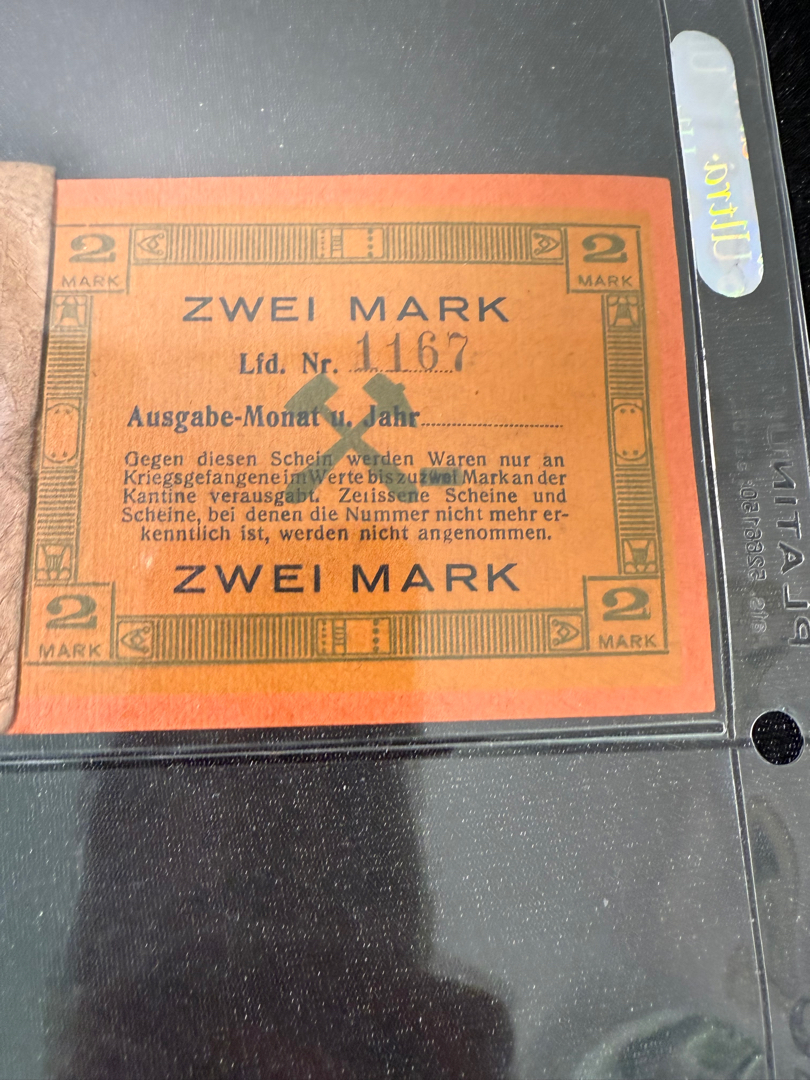 2 2
MARK MARK
ZWEI MARK
Lfd. Nr. 1167
Ausgabe-Monat u. Jahr
Gegen diesen Schein werden Waren nur an
Kriegsgefangene im Werte bis zu zwei Mark an der
Kantine verausgabt. Zerissene Scheine und
Scheine, bei denen die Nummer nicht mehr er-
kenntlich ist, werden nicht angenommen.
ZWEI MARK
2 2
MARK MARK